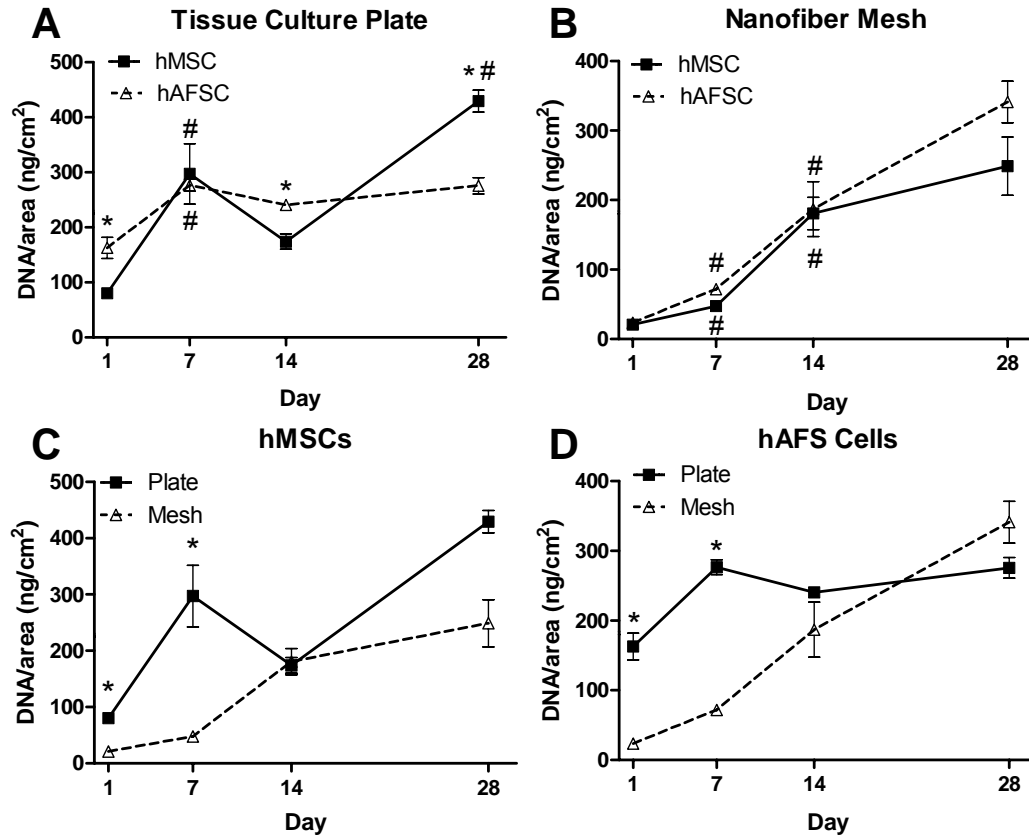 A
Tissue Culture Plate
hMSC
hAFSC
DNA/area (ng/cm²)
500
400
300
200
100
0
*
#
#
*
* #
1 7 14 28
Day
B
Nanofiber Mesh
hMSC
hAFSC
DNA/area (ng/cm²)
400
300
200
100
0
#
#
#
#
1 7 14 28
Day
C
hMSCs
Plate
Mesh
DNA/area (ng/cm²)
500
400
300
200
100
0
*
*
1 7 14 28
Day
D
hAFS Cells
Plate
Mesh
DNA/area (ng/cm²)
400
300
200
100
0
*
*
1 7 14 28
Day